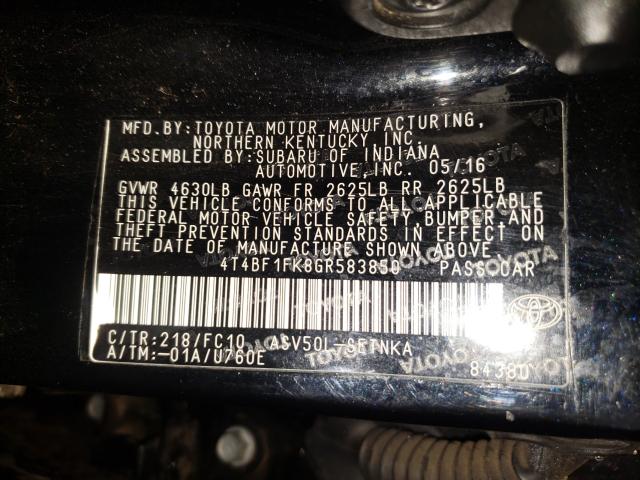 MFD.BY:TOYOTA MOTOR MANUFACTURING,
NORTHERN KENTUCKY, INC.
ASSEMBLED BY:SUBARU OF INDIANA
AUTOMOTIVE,INC. 05/16
GVWR 4630LB GAWR FR 2625LB RR 2625LB
THIS VEHICLE CONFORMS TO ALL APPLICABLE
FEDERAL MOTOR VEHICLE SAFETY, BUMPER AND
THEFT PREVENTION STANDARDS IN EFFECT ON
THE DATE OF MANUFACTURE SHOWN ABOVE.
4T4BF1FK8GR583850 PASS.CAR
C/TR:218/FC10 ASV50L-SETNKA
A/TM:-01A/U760E
84380